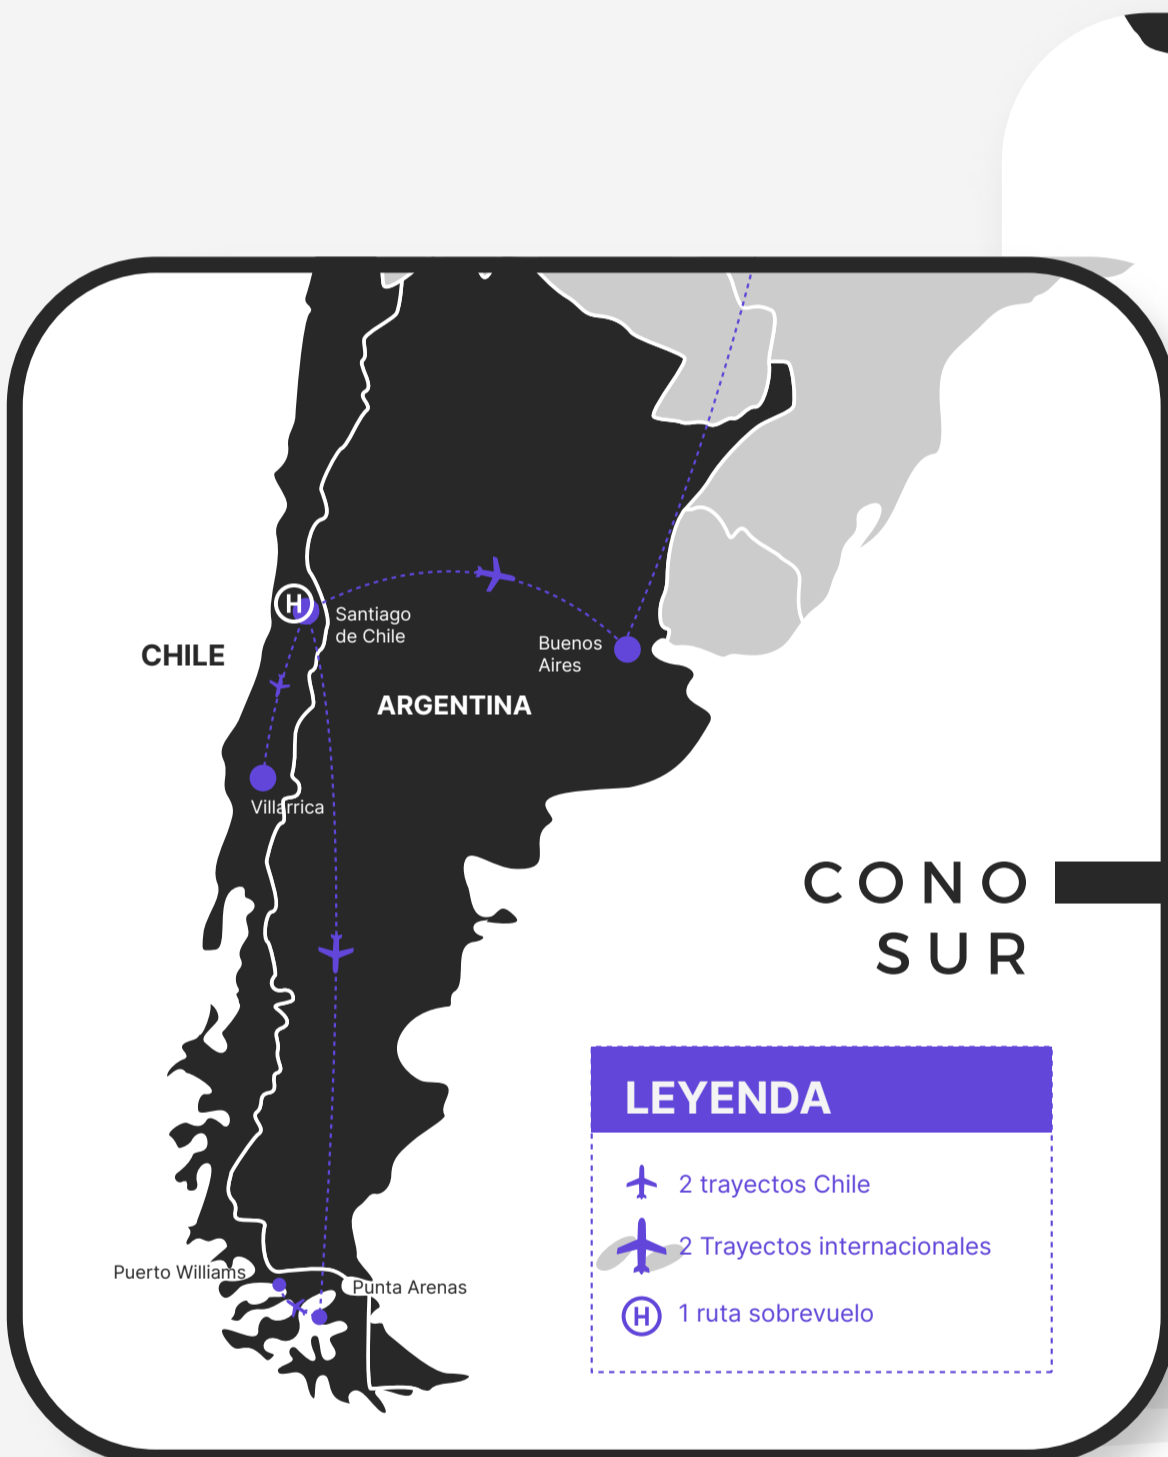 H
Santiago
de Chile
CHILE
Buenos
Aires
ARGENTINA
Villarrica
CONO
SUR
LEYENDA
2 trayectos Chile
2 Trayectos internacionales
H 1 ruta sobrevuelo
Puerto Williams
Punta Arenas